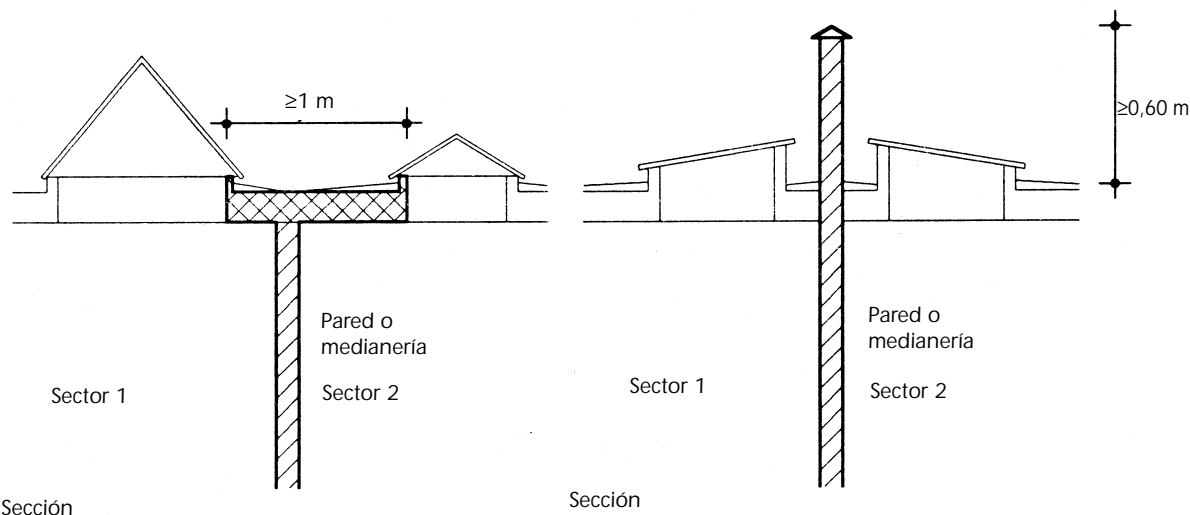 ≥1 m
Pared o
medianería
Sector 1
Sector 2
Sección
≥0,60 m
Pared o
medianería
Sector 1
Sector 2
Sección